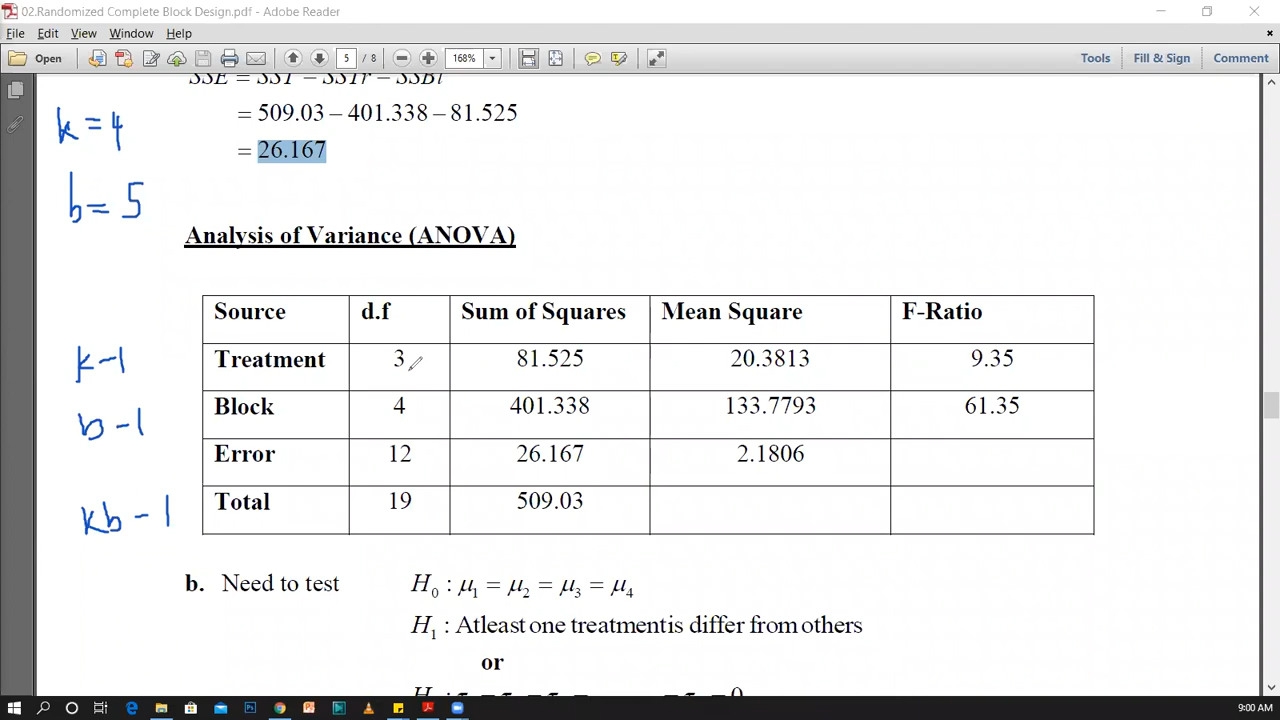 02.Randomized Complete Block Design.pdf - Adobe Reader
File Edit View Window Help
Open 5 / 8 168% Tools Fill & Sign Comment
SSE = SST − SSTr − SSBl
= 509.03 − 401.338 − 81.525
= 26.167
k = 4
b = 5
Analysis of Variance (ANOVA)
Source d.f Sum of Squares Mean Square F-Ratio
k - 1 Treatment 3 81.525 20.3813 9.35
b - 1 Block 4 401.338 133.7793 61.35
Error 12 26.167 2.1806
kb - 1 Total 19 509.03
b. Need to test H₀ : μ₁ = μ₂ = μ₃ = μ₄
H₁ : Atleast one treatmentis differ from others
or
9:00 AM